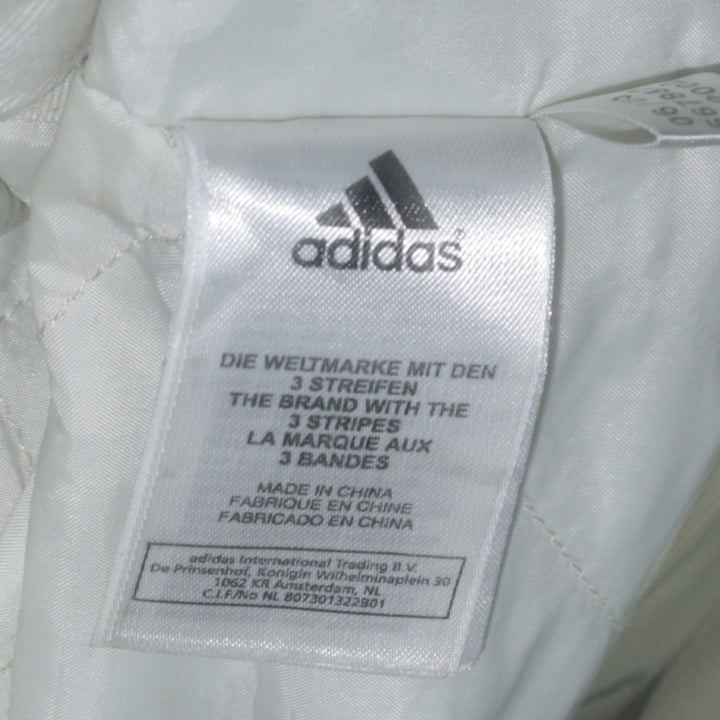 adidas
DIE WELTMARKE MIT DEN
3 STREIFEN
THE BRAND WITH THE
3 STRIPES
LA MARQUE AUX
3 BANDES
MADE IN CHINA
FABRIQUE EN CHINE
FABRICADO EN CHINA
adidas International Trading B.V.
De Prinsenhof, Konigin Wilhelminaplein 30
1062 KR Amsterdam, NL
C.I.F/No NL 807301322B01